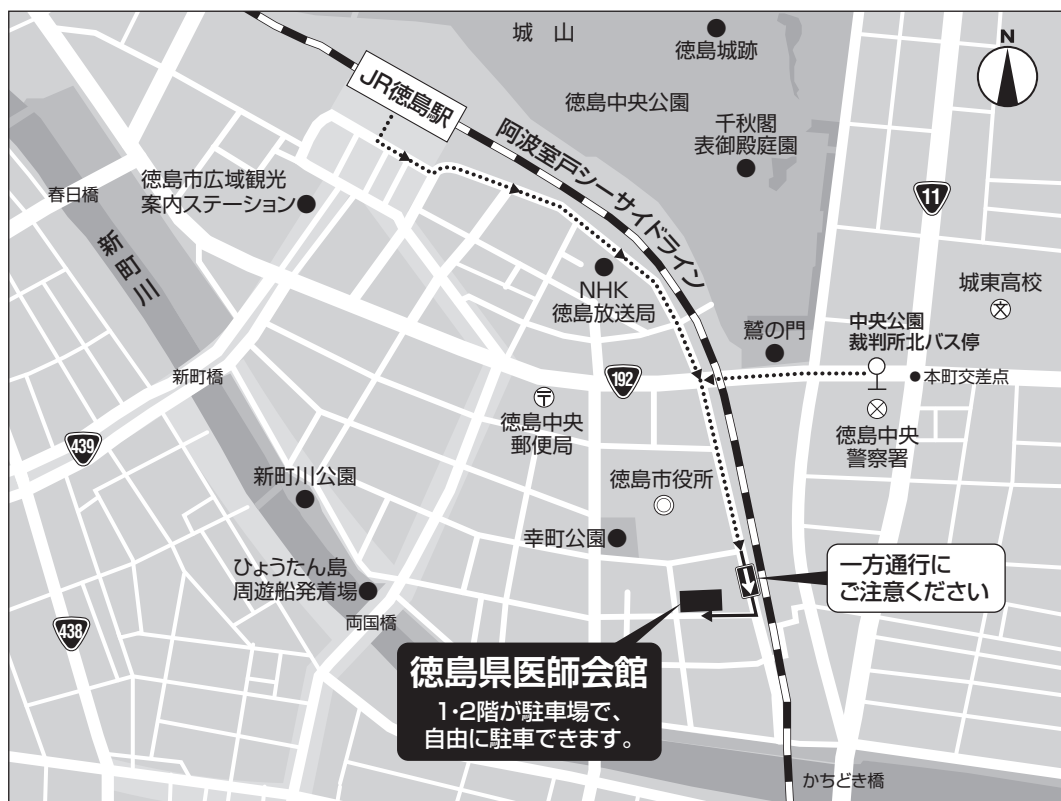 城 山
徳島城跡
N
JR徳島駅
徳島中央公園
千秋閣
表御殿庭園
阿波室戸シーサイドライン
徳島市広域観光
案内ステーション
春日橋
11
新町川
NHK
徳島放送局
城東高校
文
鷲の門
中央公園
裁判所北バス停
新町橋
192
本町交差点
〒
徳島中央
郵便局
徳島中央
警察署
439
新町川公園
徳島市役所
幸町公園
一方通行に
ご注意ください
ひょうたん島
周遊船発着場
両国橋
438
徳島県医師会館
1・2階が駐車場で、
自由に駐車できます。
かちどき橋